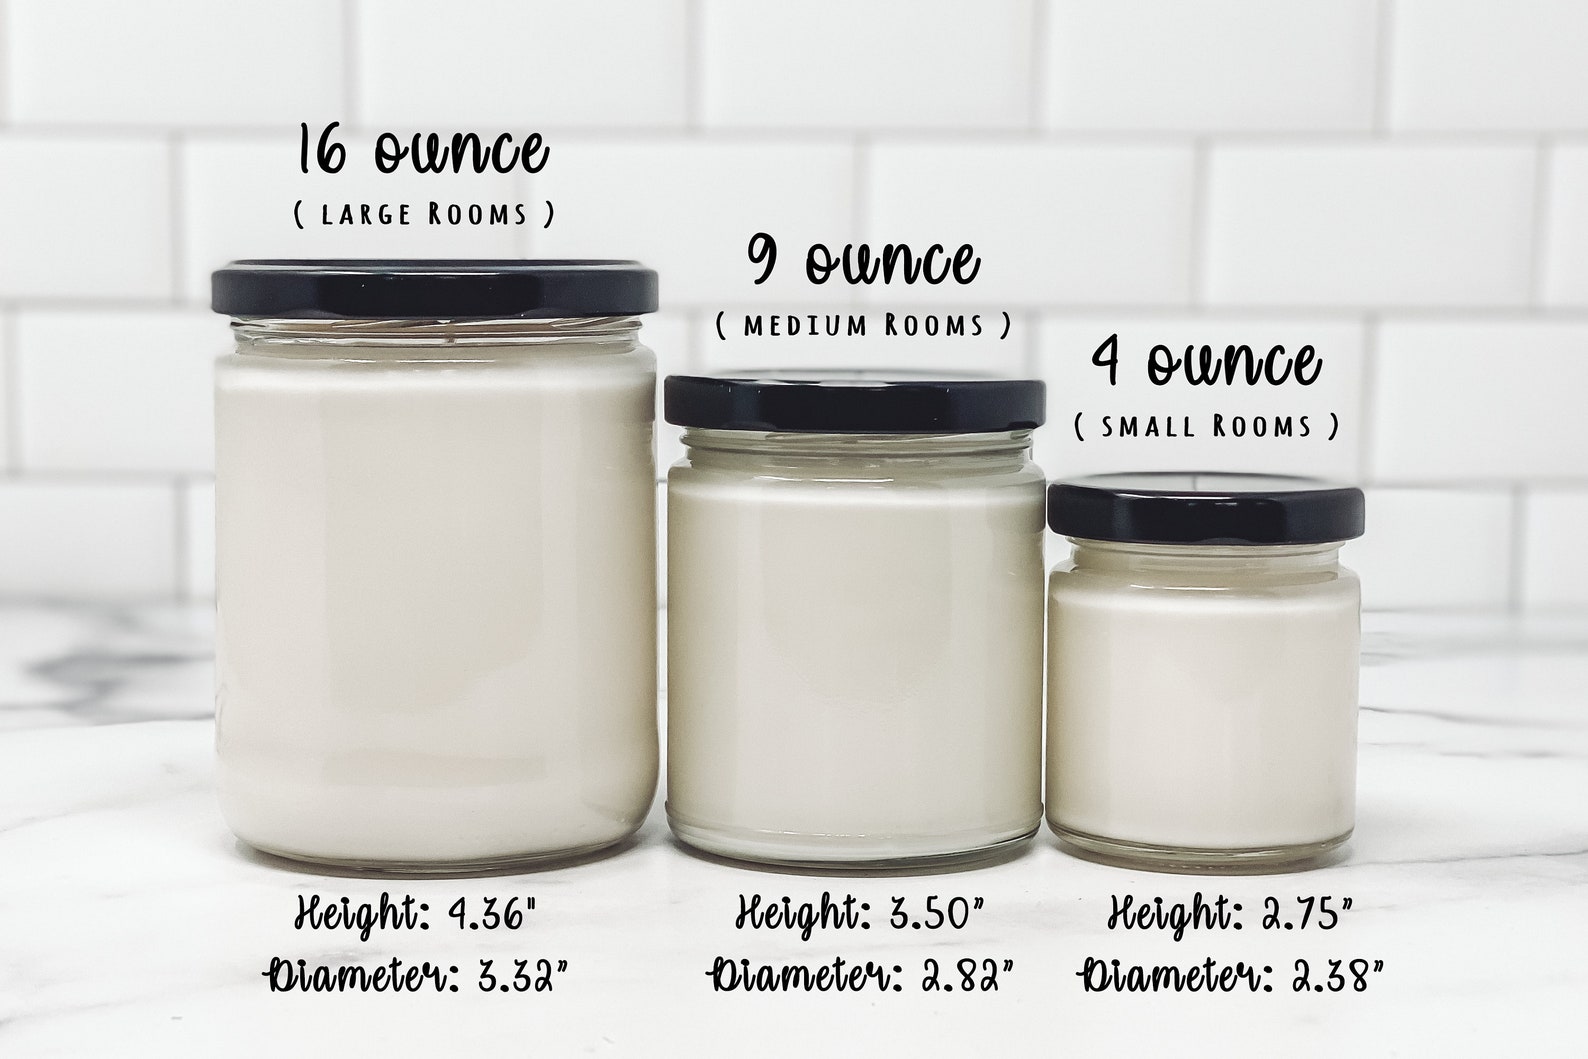 16 ounce
( LARGE ROOMS )
9 ounce
( MEDIUM ROOMS )
4 ounce
( SMALL ROOMS )
Height: 4.36"
Diameter: 3.32”
Height: 3.50”
Diameter: 2.82”
Height: 2.75”
Diameter: 2.38”